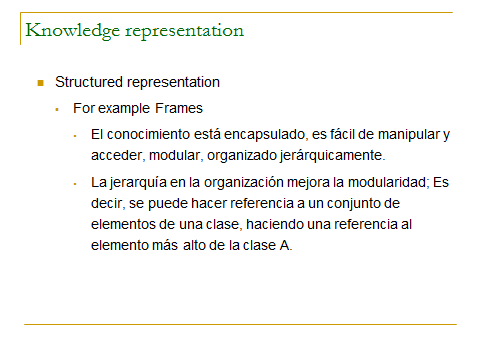 Knowledge representation
Structured representation
For example Frames
El conocimiento está encapsulado, es fácil de manipular y
acceder, modular, organizado jerárquicamente.
La jerarquía en la organización mejora la modularidad; Es
decir, se puede hacer referencia a un conjunto de
elementos de una clase, haciendo una referencia al
elemento más alto de la clase A.